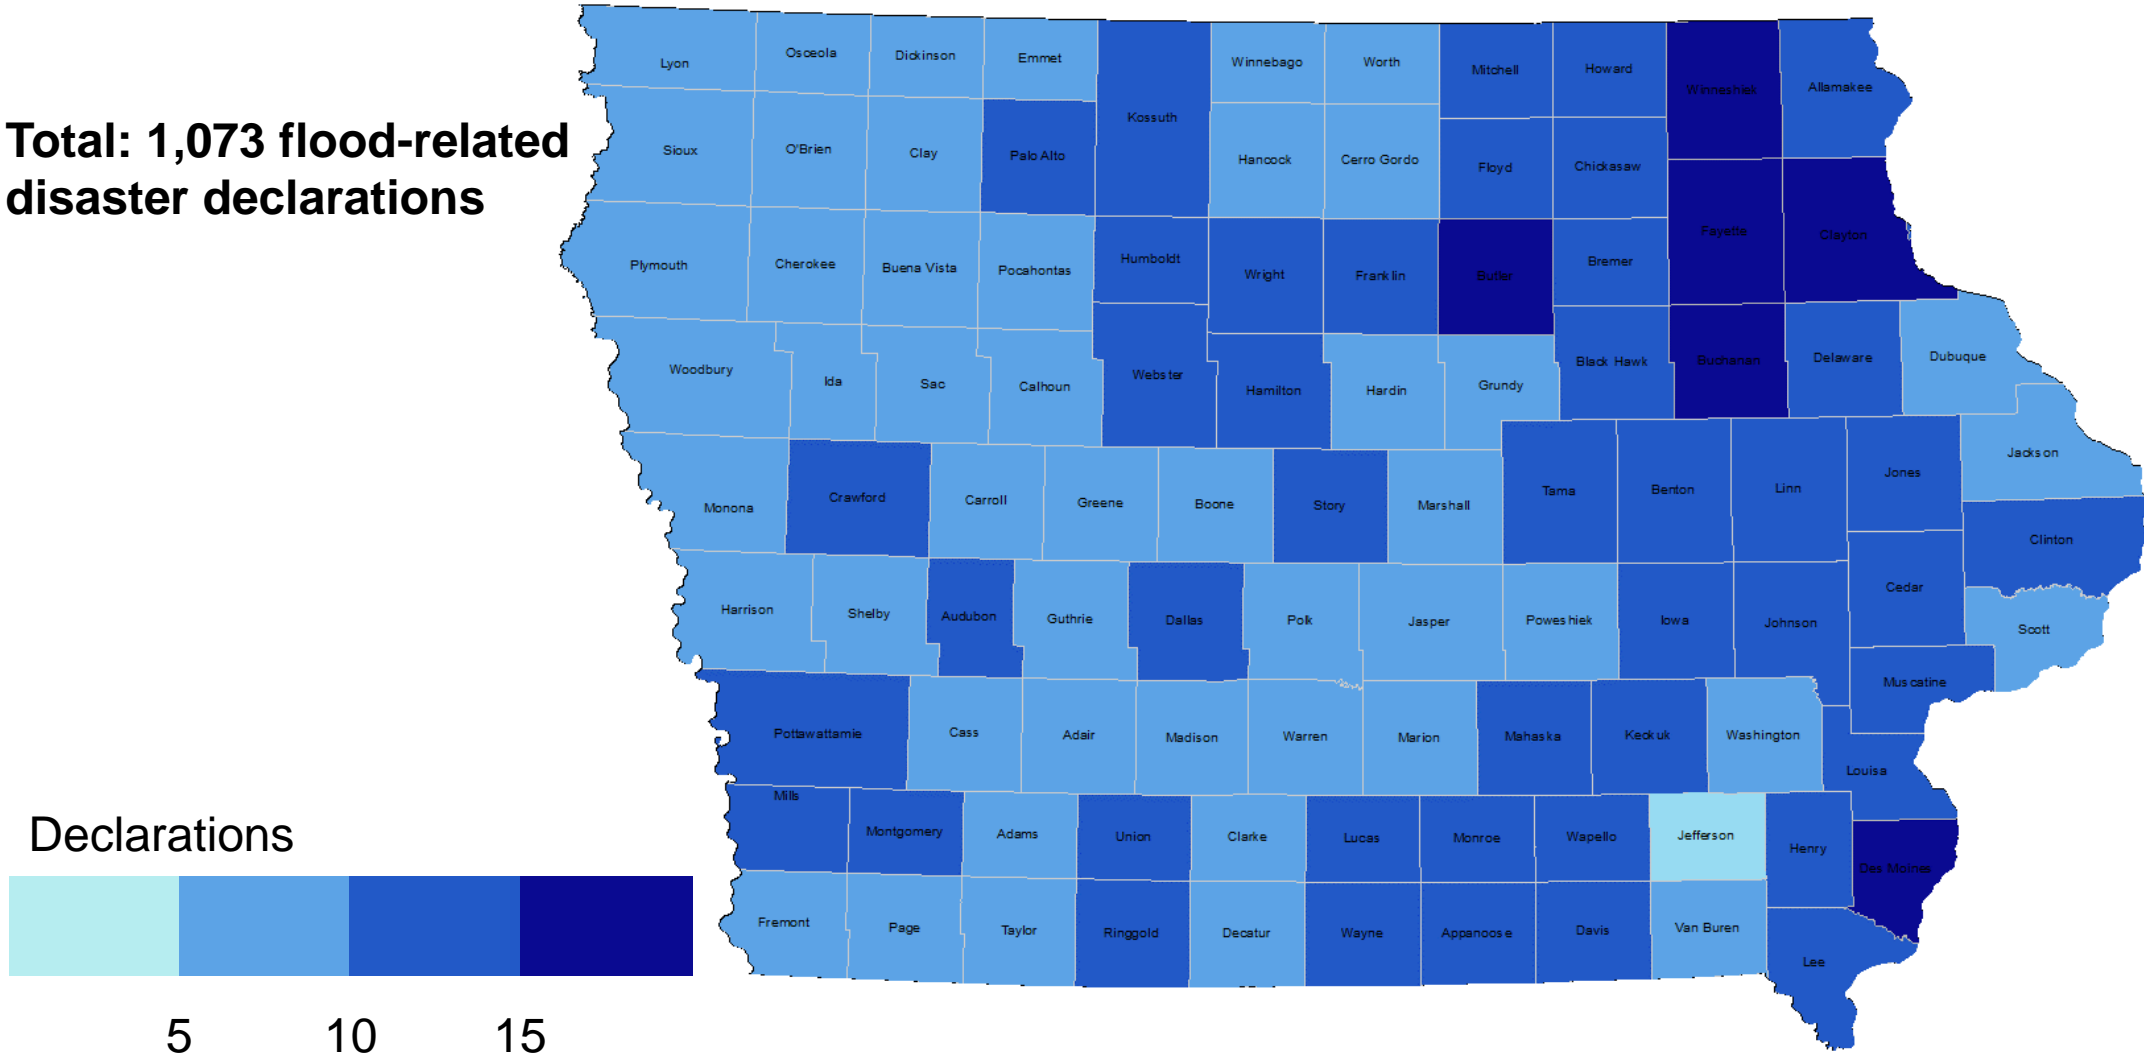 Total: 1,073 flood-related
disaster declarations
Lyon
Osceola
Dickinson
Emmet
Kossuth
Winnebago
Worth
Mitchell
Howard
Winneshiek
Allamakee
Sioux
O'Brien
Clay
Palo Alto
Hancock
Cerro Gordo
Floyd
Chickasaw
Fayette
Clayton
Plymouth
Cherokee
Buena Vista
Pocahontas
Humboldt
Wright
Franklin
Butler
Bremer
Woodbury
Ida
Sac
Calhoun
Webster
Hamilton
Hardin
Grundy
Black Hawk
Buchanan
Delaware
Dubuque
Monona
Crawford
Carroll
Greene
Boone
Story
Marshall
Tama
Benton
Linn
Jones
Jackson
Clinton
Harrison
Shelby
Audubon
Guthrie
Dallas
Polk
Jasper
Poweshiek
Iowa
Johnson
Cedar
Scott
Muscatine
Pottawattamie
Cass
Adair
Madison
Warren
Marion
Mahaska
Keokuk
Washington
Louisa
Mills
Montgomery
Adams
Union
Clarke
Lucas
Monroe
Wapello
Jefferson
Henry
Des Moines
Fremont
Page
Taylor
Ringgold
Decatur
Wayne
Appanoose
Davis
Van Buren
Lee
Declarations
5 10 15